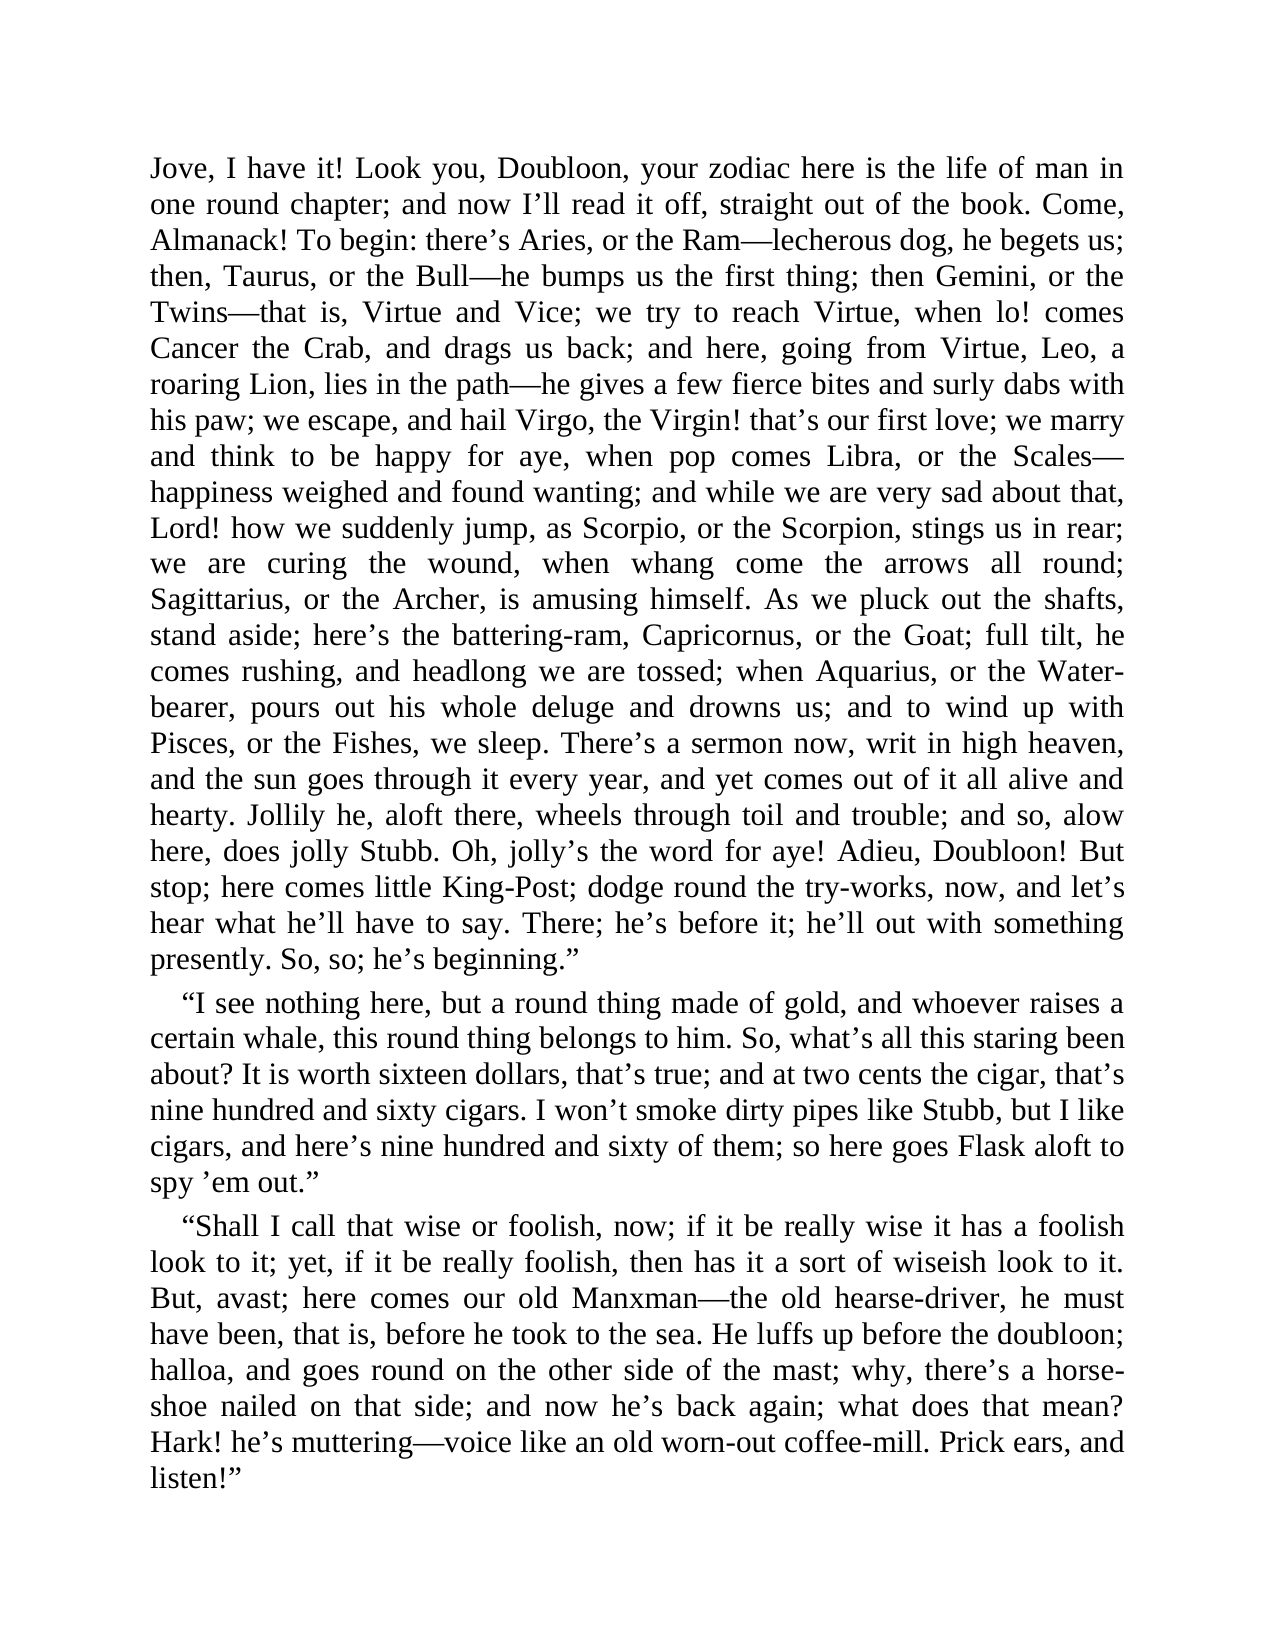 Jove, I have it! Look you, Doubloon, your zodiac here is the life of man in
one round chapter; and now I’ll read it off, straight out of the book. Come,
Almanack! To begin: there’s Aries, or the Ram—lecherous dog, he begets us;
then, Taurus, or the Bull—he bumps us the first thing; then Gemini, or the
Twins—that is, Virtue and Vice; we try to reach Virtue, when lo! comes
Cancer the Crab, and drags us back; and here, going from Virtue, Leo, a
roaring Lion, lies in the path—he gives a few fierce bites and surly dabs with
his paw; we escape, and hail Virgo, the Virgin! that’s our first love; we marry
and think to be happy for aye, when pop comes Libra, or the Scales—
happiness weighed and found wanting; and while we are very sad about that,
Lord! how we suddenly jump, as Scorpio, or the Scorpion, stings us in rear;
we are curing the wound, when whang come the arrows all round;
Sagittarius, or the Archer, is amusing himself. As we pluck out the shafts,
stand aside; here’s the battering-ram, Capricornus, or the Goat; full tilt, he
comes rushing, and headlong we are tossed; when Aquarius, or the Water-
bearer, pours out his whole deluge and drowns us; and to wind up with
Pisces, or the Fishes, we sleep. There’s a sermon now, writ in high heaven,
and the sun goes through it every year, and yet comes out of it all alive and
hearty. Jollily he, aloft there, wheels through toil and trouble; and so, alow
here, does jolly Stubb. Oh, jolly’s the word for aye! Adieu, Doubloon! But
stop; here comes little King-Post; dodge round the try-works, now, and let’s
hear what he’ll have to say. There; he’s before it; he’ll out with something
presently. So, so; he’s beginning.”
“I see nothing here, but a round thing made of gold, and whoever raises a
certain whale, this round thing belongs to him. So, what’s all this staring been
about? It is worth sixteen dollars, that’s true; and at two cents the cigar, that’s
nine hundred and sixty cigars. I won’t smoke dirty pipes like Stubb, but I like
cigars, and here’s nine hundred and sixty of them; so here goes Flask aloft to
spy ’em out.”
“Shall I call that wise or foolish, now; if it be really wise it has a foolish
look to it; yet, if it be really foolish, then has it a sort of wiseish look to it.
But, avast; here comes our old Manxman—the old hearse-driver, he must
have been, that is, before he took to the sea. He luffs up before the doubloon;
halloa, and goes round on the other side of the mast; why, there’s a horse-
shoe nailed on that side; and now he’s back again; what does that mean?
Hark! he’s muttering—voice like an old worn-out coffee-mill. Prick ears, and
listen!”